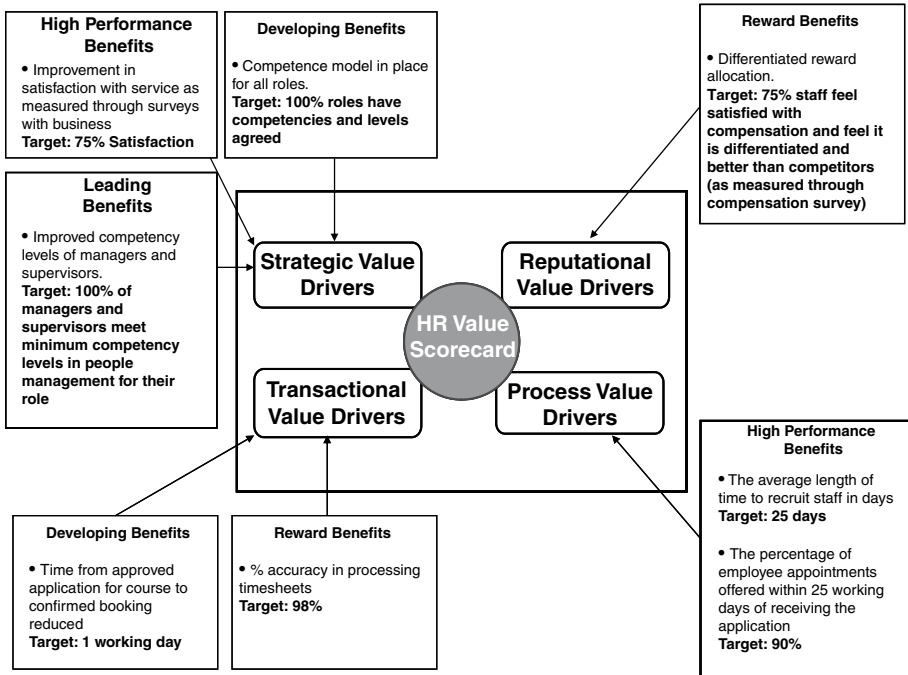 High Performance
Benefits
• Improvement in
satisfaction with service as
measured through surveys
with business
Target: 75% Satisfaction
Developing Benefits
• Competence model in place
for all roles.
Target: 100% roles have
competencies and levels
agreed
Reward Benefits
• Differentiated reward
allocation.
Target: 75% staff feel
satisfied with
compensation and feel it
is differentiated and
better than competitors
(as measured through
compensation survey)
Leading
Benefits
• Improved competency
levels of managers and
supervisors.
Target: 100% of
managers and
supervisors meet
minimum competency
levels in people
management for their
role
Strategic Value
Drivers
Reputational
Value Drivers
HR Value
Scorecard
Transactional
Value Drivers
Process Value
Drivers
Developing Benefits
• Time from approved
application for course to
confirmed booking
reduced
Target: 1 working day
Reward Benefits
• % accuracy in processing
timesheets
Target: 98%
High Performance
Benefits
• The average length of
time to recruit staff in days
Target: 25 days
• The percentage of
employee appointments
offered within 25 working
days of receiving the
application
Target: 90%